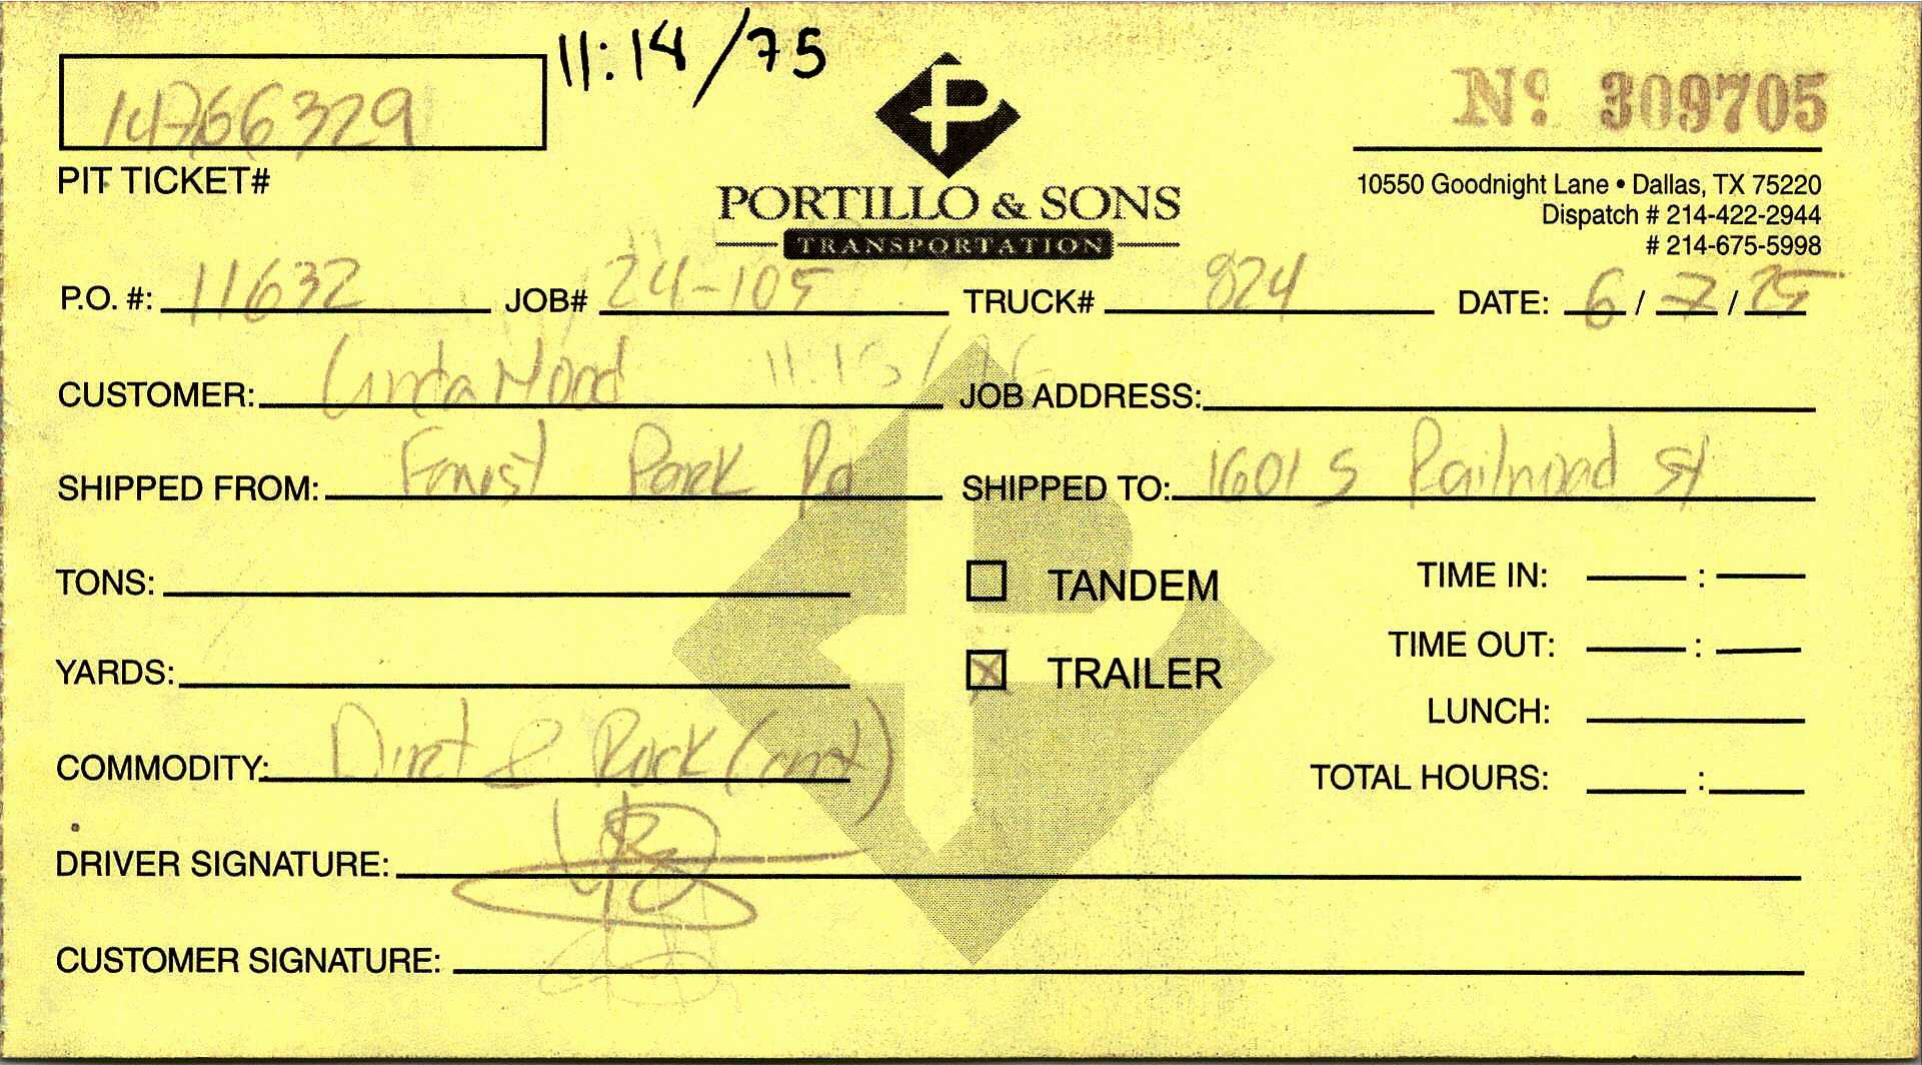 11:14/75
14766329
PIT TICKET#
P
PORTILLO & SONS
TRANSPORTATION
Nº 309705
10550 Goodnight Lane • Dallas, TX 75220
Dispatch # 214-422-2944
# 214-675-5998
P.O. #: 11632 JOB# 24-105 TRUCK# 824 DATE: 6 / 7 / 25
CUSTOMER: Linda Mood 11:15/76 JOB ADDRESS:
SHIPPED FROM: Forest Park Rd SHIPPED TO: 1601 S Railroad St
TONS: TANDEM TIME IN: :
YARDS: TRAILER TIME OUT: :
LUNCH:
COMMODITY: Dirt & Rock TOTAL HOURS: :
DRIVER SIGNATURE:
CUSTOMER SIGNATURE: